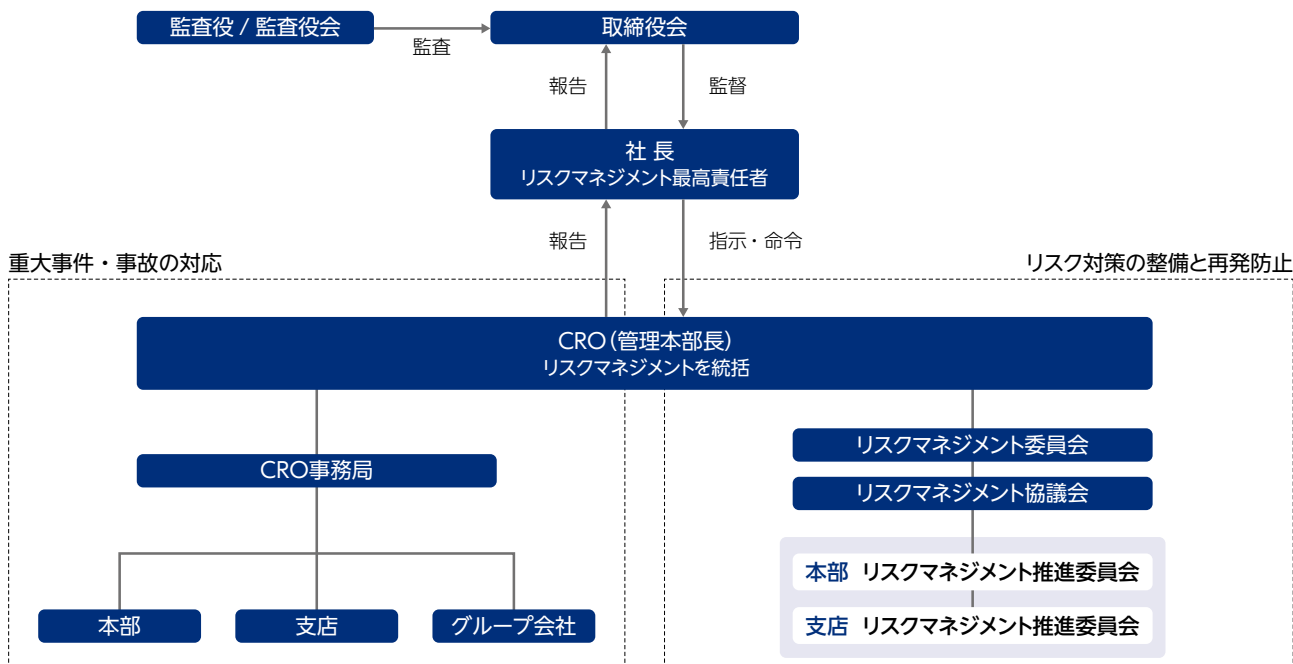 監査役 / 監査役会
監査
取締役会
報告
監督
社 長
リスクマネジメント最高責任者
報告
指示・命令
重大事件・事故の対応
リスク対策の整備と再発防止
CRO(管理本部長)
リスクマネジメントを統括
CRO事務局
本部
支店
グループ会社
リスクマネジメント委員会
リスクマネジメント協議会
本部 リスクマネジメント推進委員会
支店 リスクマネジメント推進委員会